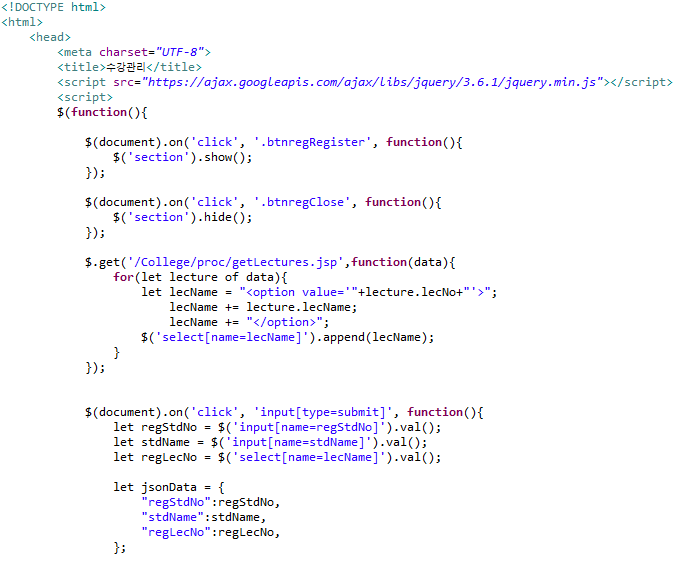 <!DOCTYPE html>
<html>
    <head>
        <meta charset="UTF-8">
        <title>수강관리</title>
        <script src="https://ajax.googleapis.com/ajax/libs/jquery/3.6.1/jquery.min.js"></script>
        <script>
        $(function(){
            $(document).on('click', '.btnregRegister', function(){
                $('section').show();
            });
            $(document).on('click', '.btnregClose', function(){
                $('section').hide();
            });
            $.get('/College/proc/getLectures.jsp',function(data){
                for(let lecture of data){
                    let lecName = "<option value='"+lecture.lecNo+"'>";
                        lecName += lecture.lecName;
                        lecName += "</option>";
                    $('select[name=lecName]').append(lecName);
                }
            });
            $(document).on('click', 'input[type=submit]', function(){
                let regStdNo = $('input[name=regStdNo]').val();
                let stdName = $('input[name=stdName]').val();
                let regLecNo = $('select[name=lecName]').val();
                let jsonData = {
                    "regStdNo":regStdNo,
                    "stdName":stdName,
                    "regLecNo":regLecNo,
                };